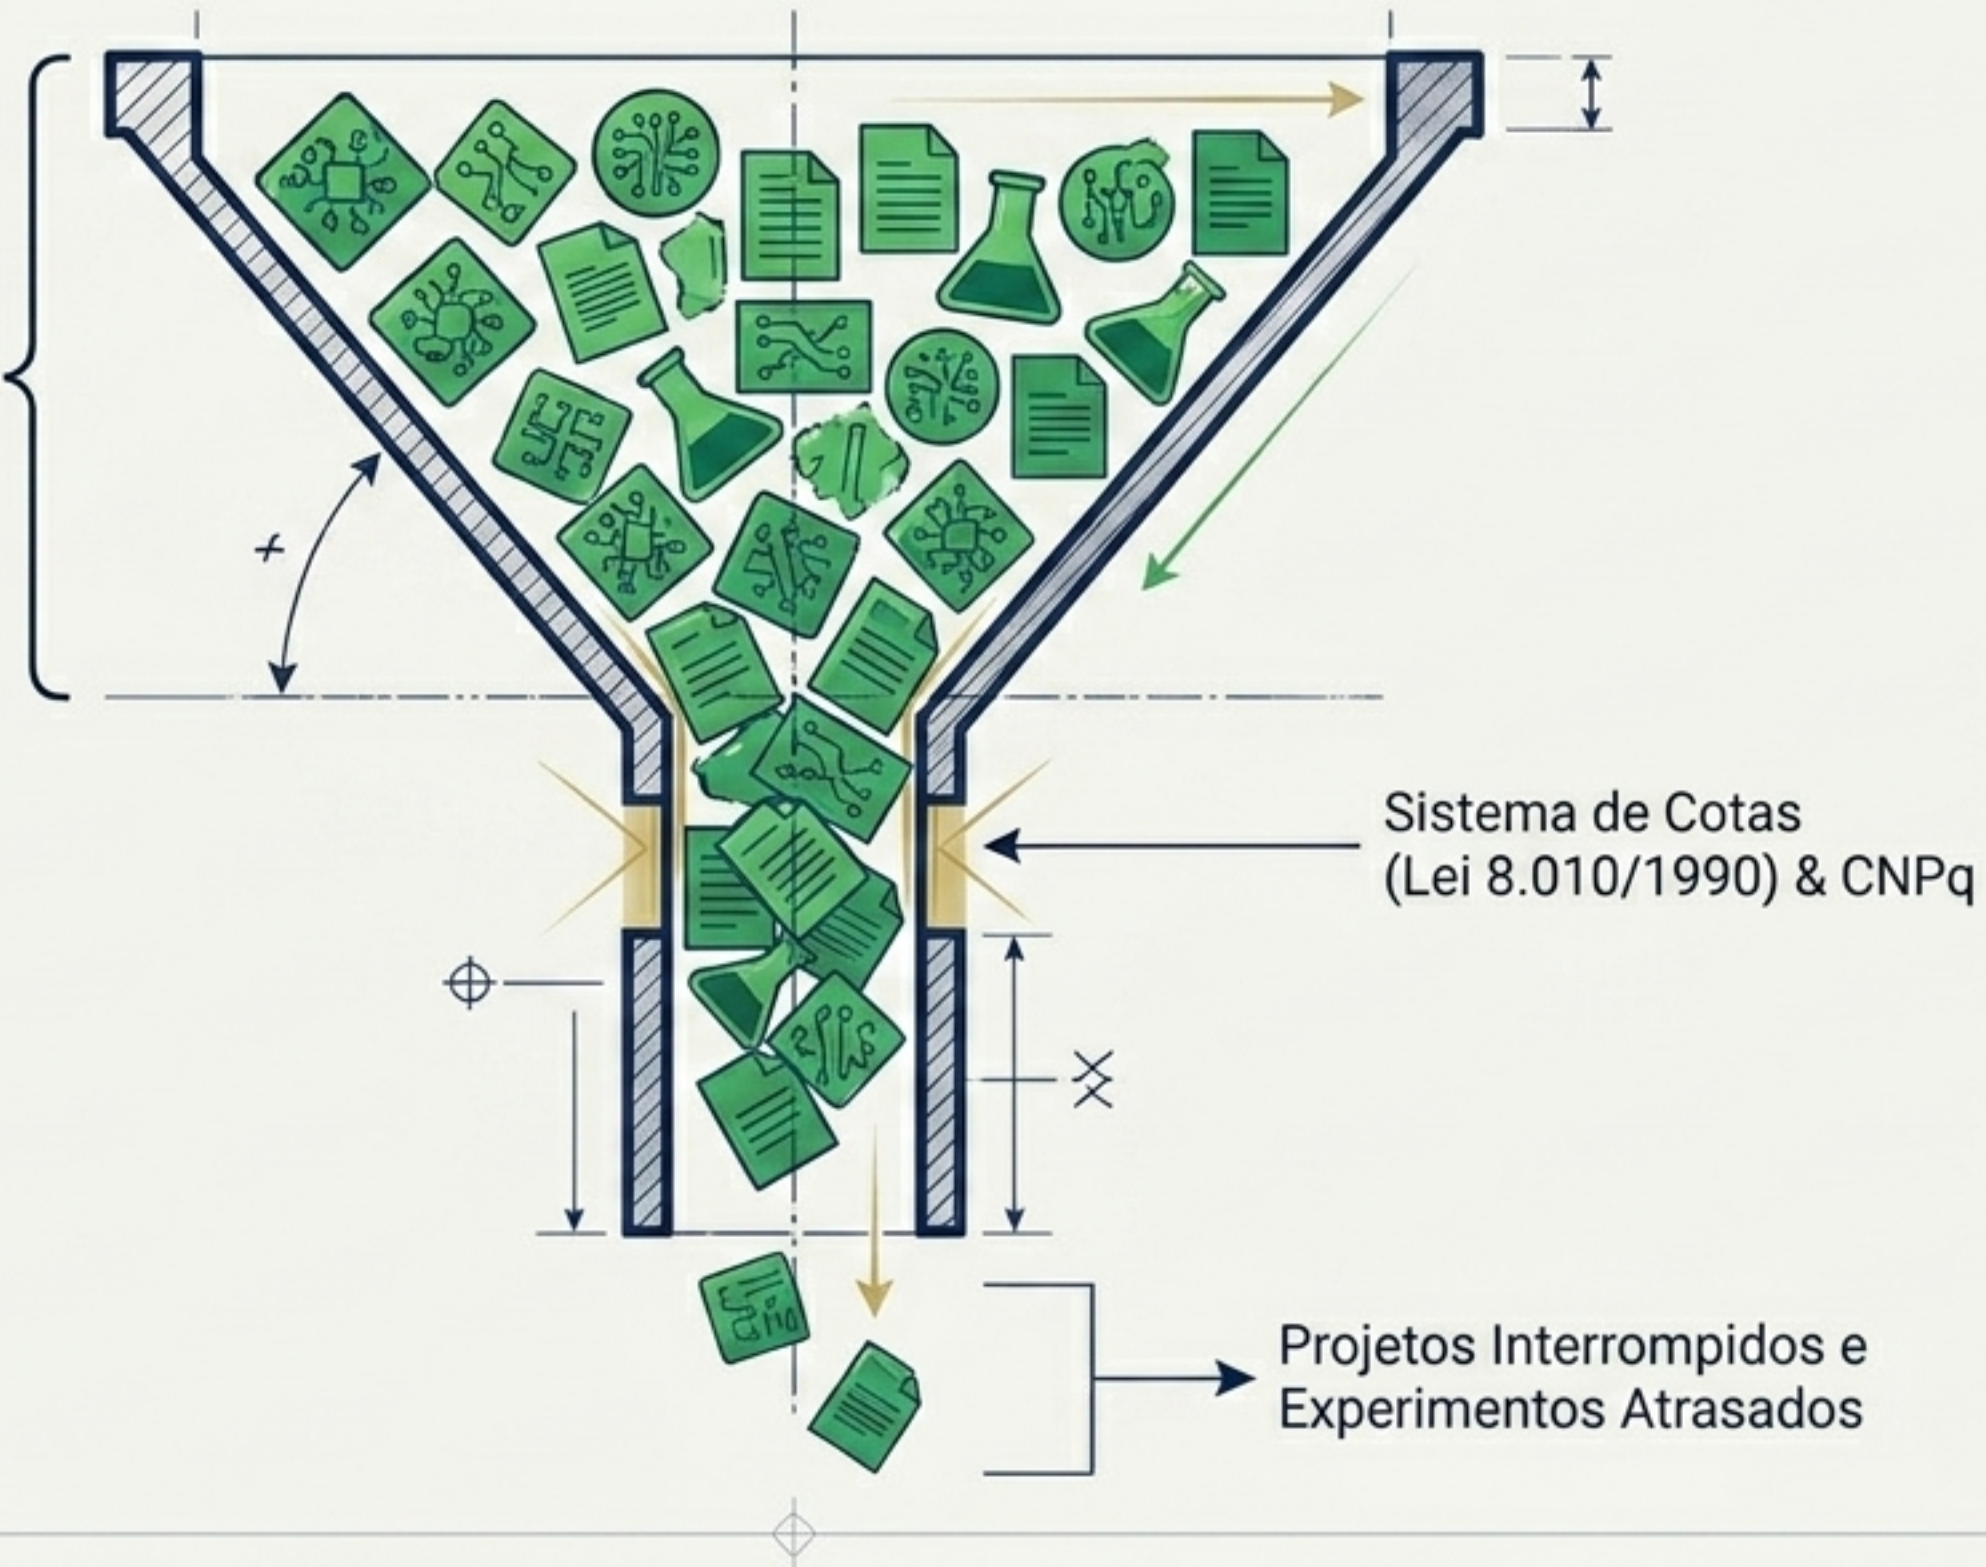 Sistema de Cotas
(Lei 8.010/1990) & CNPq
Projetos Interrompidos e
Experimentos Atrasados